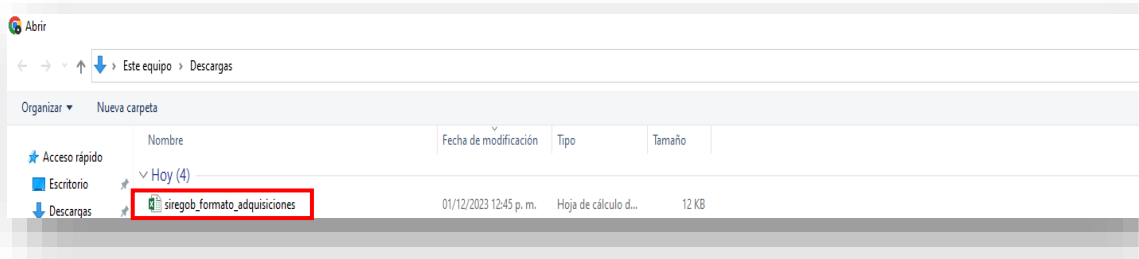 Abrir
Este equipo > Descargas
Organizar Nueva carpeta
Nombre Fecha de modificación Tipo Tamaño
Acceso rápido
Hoy (4)
Escritorio
siregob_formato_adquisiciones 01/12/2023 12:45 p. m. Hoja de cálculo d... 12 KB
Descargas